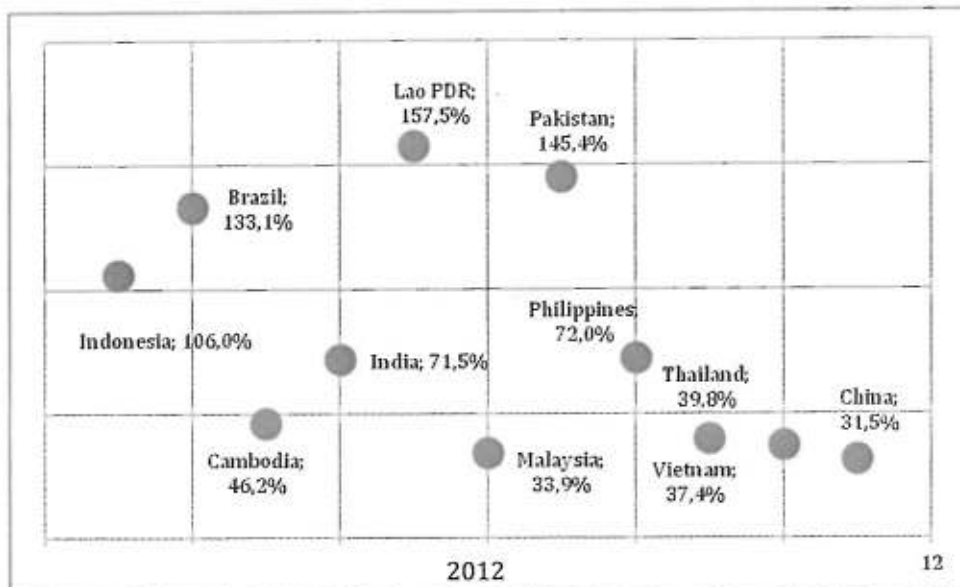 Lao PDR;
157,5%
Pakistan;
145,4%
Brazil;
133,1%
Indonesia; 106,0%
India; 71,5%
Philippines;
72,0%
Thailand;
39,8%
China;
31,5%
Cambodia;
46,2%
Malaysia;
33,9%
Vietnam;
37,4%
2012
12